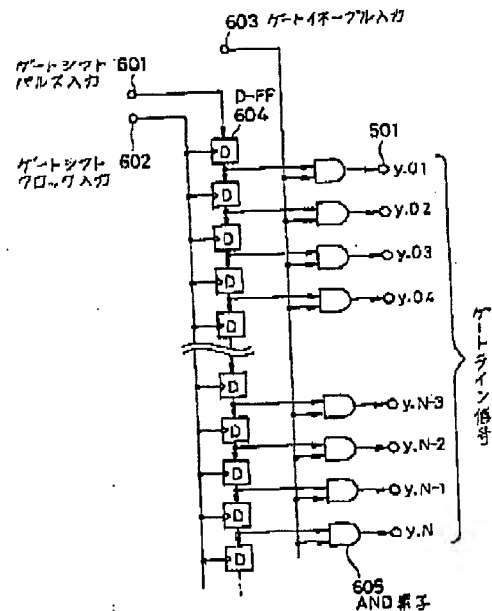 603 ゲートイネーブル入力
ゲートシフト 601
パルス入力
D-FF
604
602
ゲートシフト
クロック入力
501
D
y.01
D
y.02
D
y.03
D
y.04
D
ゲートライン信号
D
y.N-3
D
y.N-2
D
y.N-1
D
y.N
D
605
AND素子